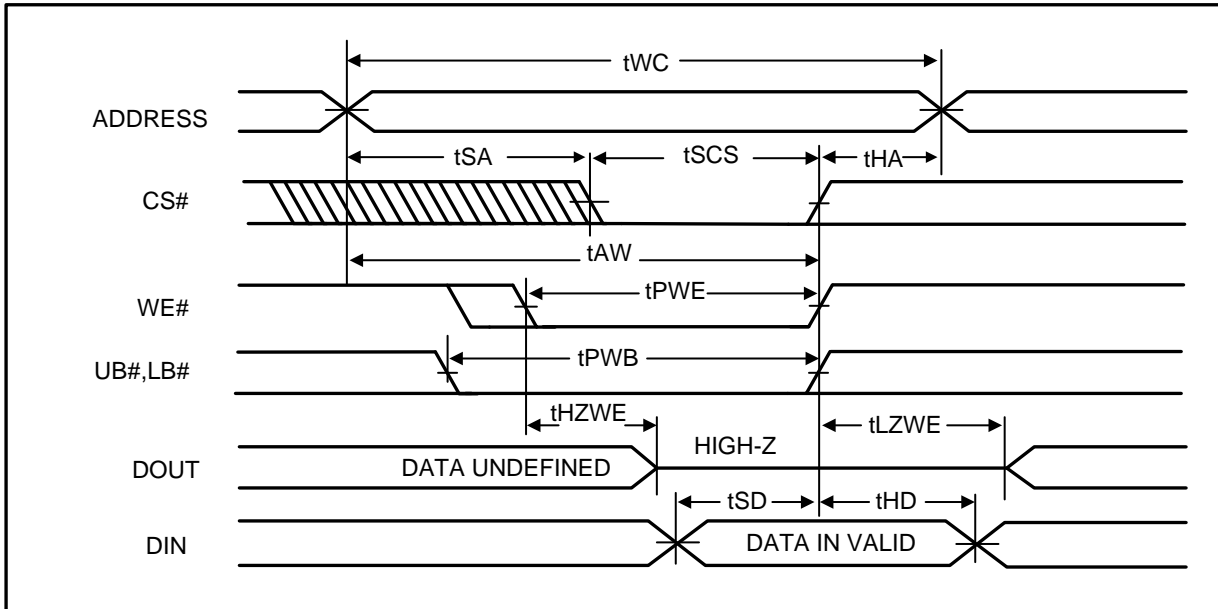 tWC
ADDRESS
tSA
tSCS
tHA
CS#
tAW
WE#
tPWE
UB#,LB#
tPWB
tHZWE
tLZWE
HIGH-Z
DOUT
DATA UNDEFINED
tSD
tHD
DIN
DATA IN VALID